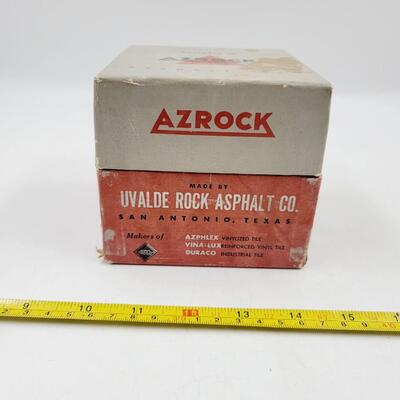 AZROCK
AZROCK
MADE BY
UVALDE ROCK ASPHALT CO.
SAN ANTONIO, TEXAS
Makers of
AZPHLEX VINYLIZED TILE
VINA-LUX REINFORCED VINYL TILE
DURACO INDUSTRIAL TILE
9 10 11 12 13 14 15